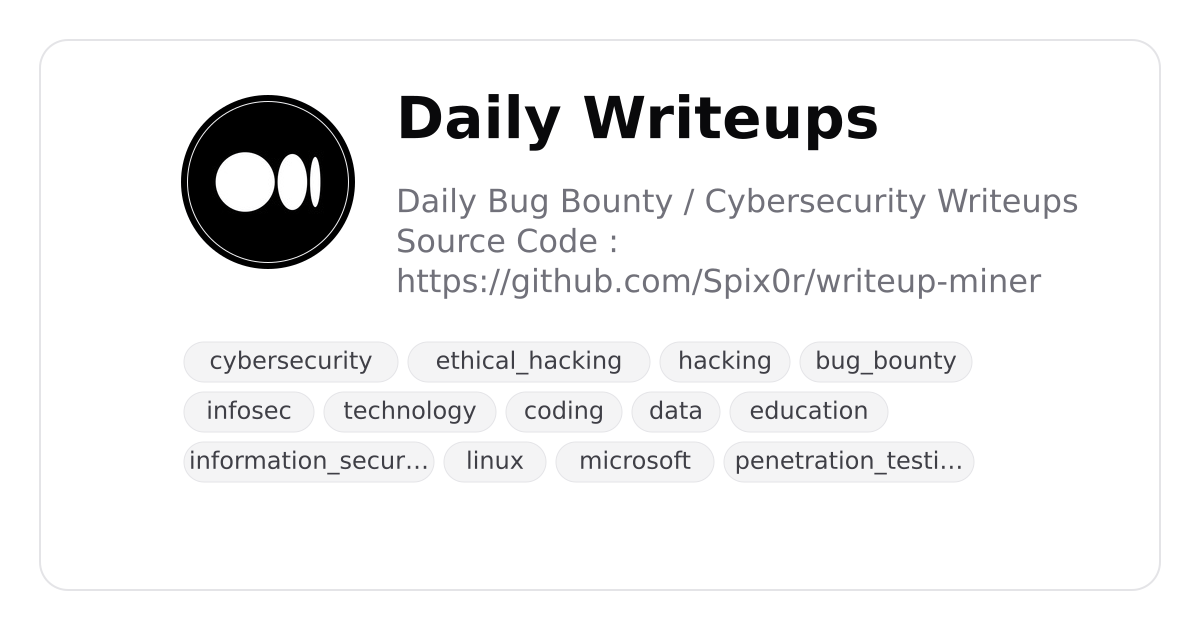 Daily Writeups
Daily Bug Bounty / Cybersecurity Writeups
Source Code :
https://github.com/Spix0r/writeup-miner
cybersecurity ethical_hacking hacking bug_bounty
infosec technology coding data education
information_secur... linux microsoft penetration_testi...